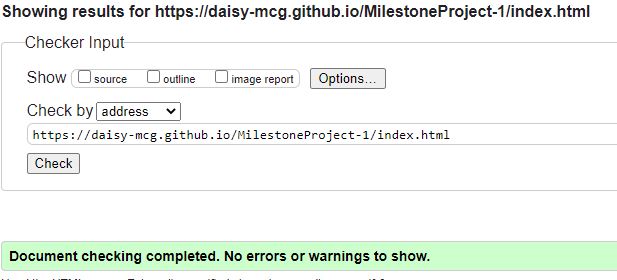 Showing results for https://daisy-mcg.github.io/MilestoneProject-1/index.html
Checker Input
Show source outline image report Options...
Check by address
https://daisy-mcg.github.io/MilestoneProject-1/index.html
Check
Document checking completed. No errors or warnings to show.